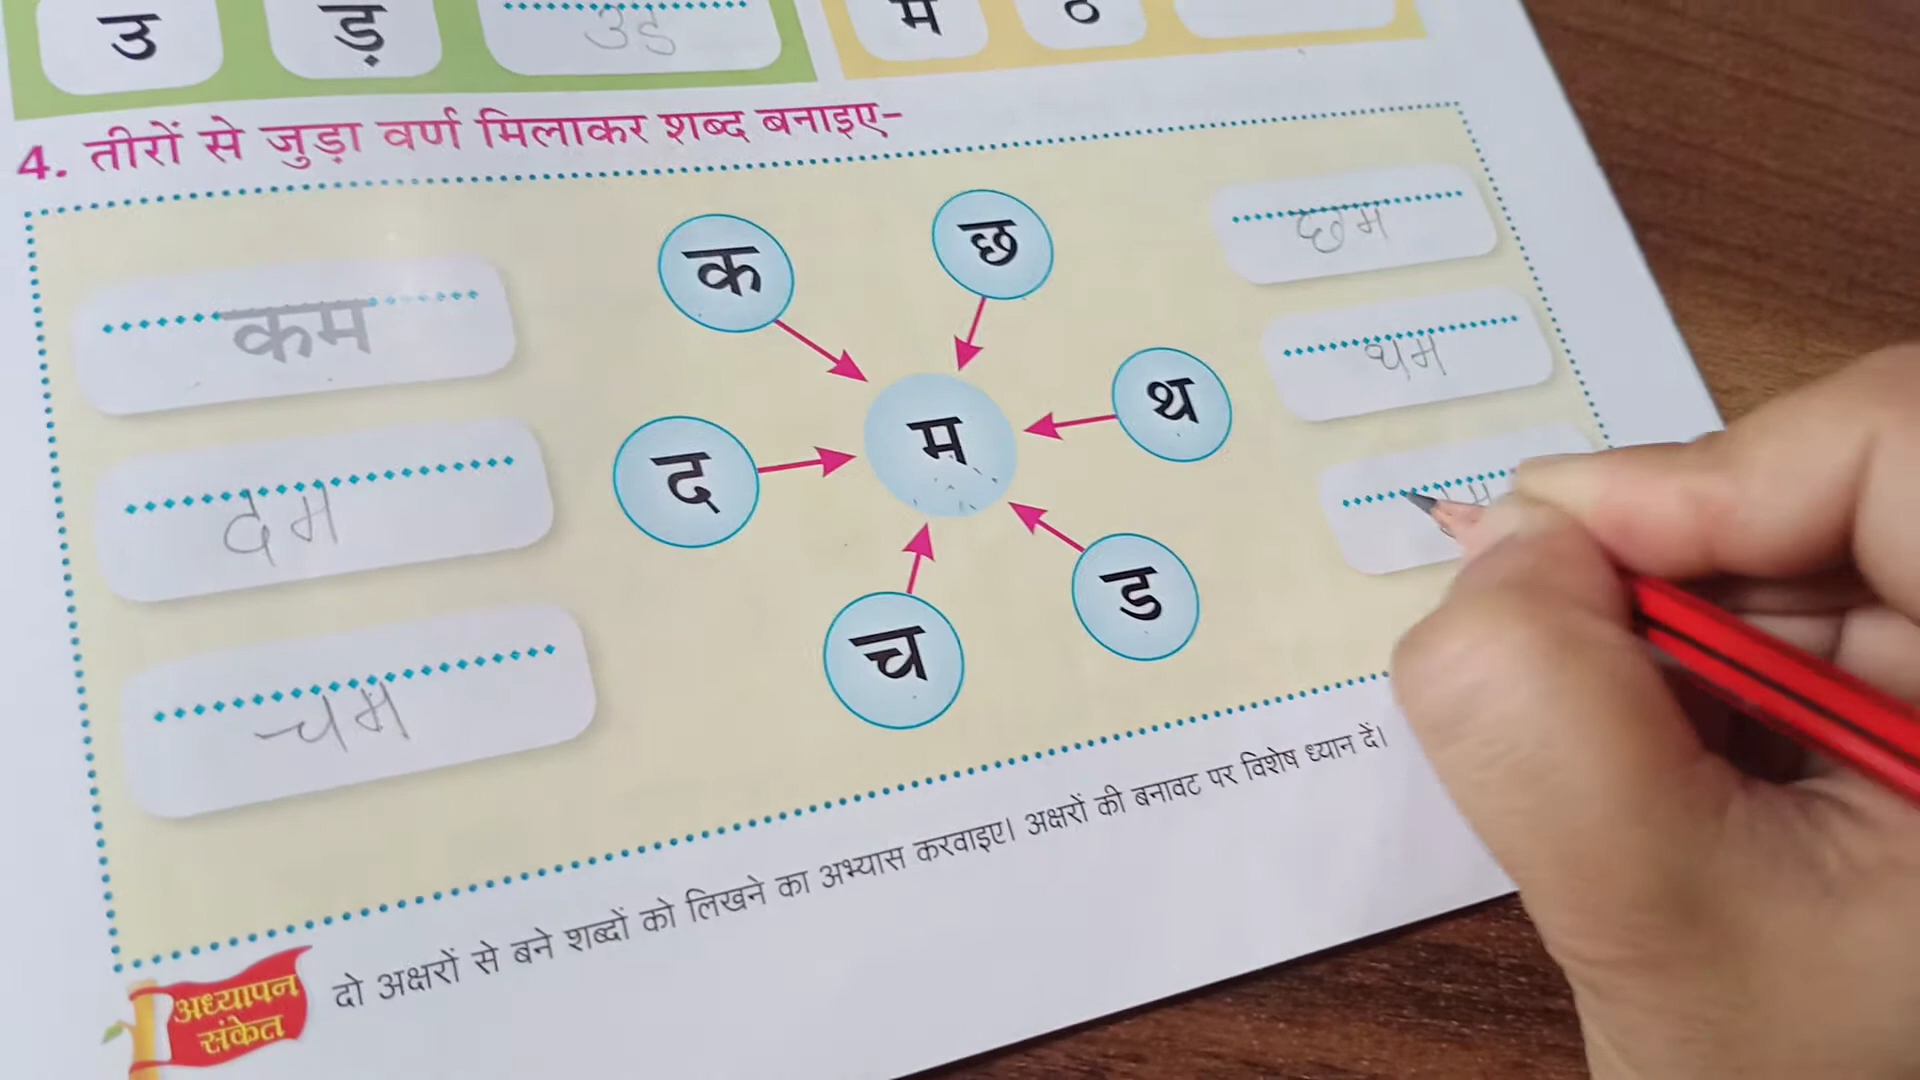 उ ड़ उड़
म ठ
4. तीरों से जुड़ा वर्ण मिलाकर शब्द बनाइए-
क छ
छम
कम
थम
थ
म
द
दम
ड
च
चम
दो अक्षरों से बने शब्दों को लिखने का अभ्यास करवाइए। अक्षरों की बनावट पर विशेष ध्यान दें।
अध्यापन
संकेत